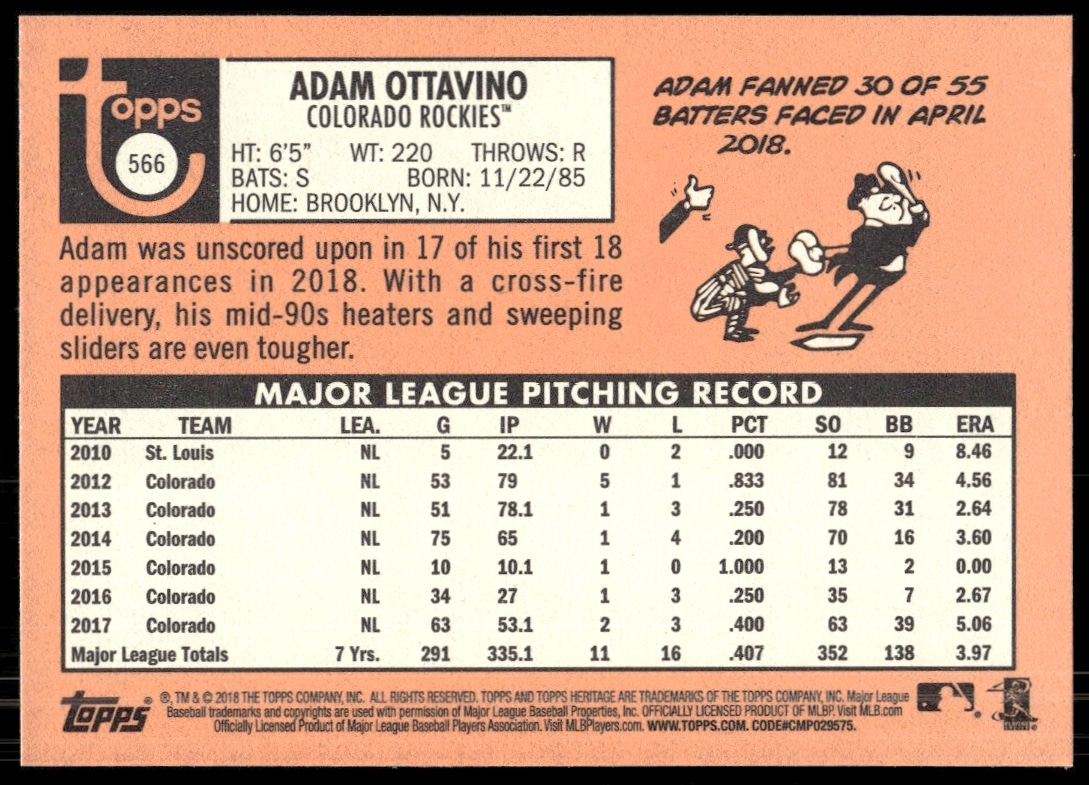 topps
566
ADAM OTTAVINO
COLORADO ROCKIES™
HT: 6'5" WT: 220 THROWS: R
BATS: S BORN: 11/22/85
HOME: BROOKLYN, N.Y.
ADAM FANNED 30 OF 55
BATTERS FACED IN APRIL
2018.
Adam was unscored upon in 17 of his first 18
appearances in 2018. With a cross-fire
delivery, his mid-90s heaters and sweeping
sliders are even tougher.
MAJOR LEAGUE PITCHING RECORD
YEAR TEAM LEA. G IP W L PCT SO BB ERA
2010 St. Louis NL 5 22.1 0 2 .000 12 9 8.46
2012 Colorado NL 53 79 5 1 .833 81 34 4.56
2013 Colorado NL 51 78.1 1 3 .250 78 31 2.64
2014 Colorado NL 75 65 1 4 .200 70 16 3.60
2015 Colorado NL 10 10.1 1 0 1.000 13 2 0.00
2016 Colorado NL 34 27 1 3 .250 35 7 2.67
2017 Colorado NL 63 53.1 2 3 .400 63 39 5.06
Major League Totals 7 Yrs. 291 335.1 11 16 .407 352 138 3.97
topps®
®, TM & © 2018 THE TOPPS COMPANY, INC. ALL RIGHTS RESERVED. TOPPS AND TOPPS HERITAGE ARE TRADEMARKS OF THE TOPPS COMPANY, INC. Major League
Baseball trademarks and copyrights are used with permission of Major League Baseball Properties, Inc. OFFICIALLY LICENSED PRODUCT OF MLBP. Visit MLB.com
Officially Licensed Product of Major League Baseball Players Association. Visit MLBPlayers.com. WWW.TOPPS.COM. CODE#CMP029575.